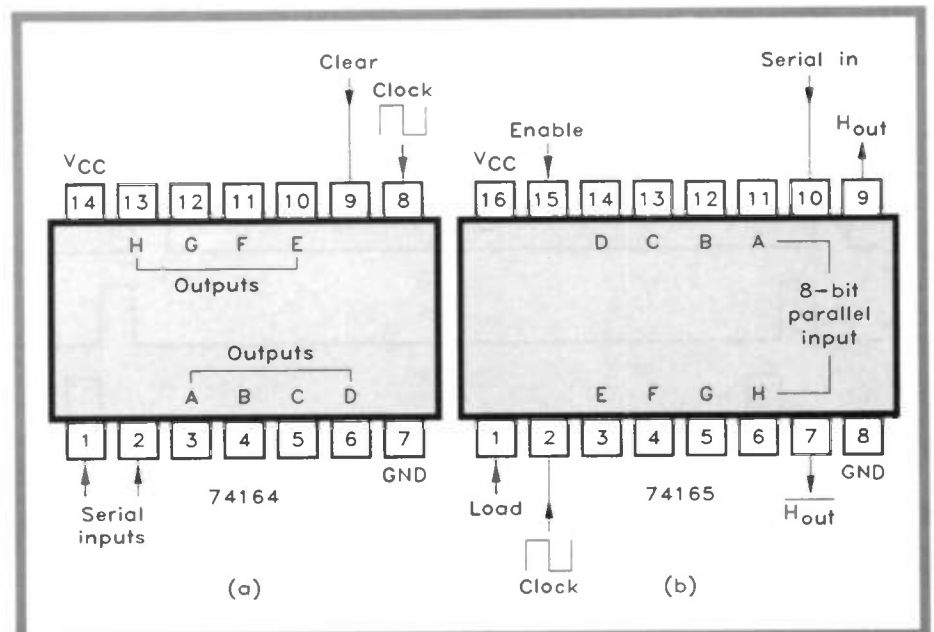 Clear
Clock
VCC
14 13 12 11 10 9 8
H G F E
Outputs
Outputs
A B C D
1 2 3 4 5 6 7
GND
Serial
inputs
74164
(a)
Serial in
Hout
Enable
VCC
16 15 14 13 12 11 10 9
D C B A
8-bit
parallel
input
E F G H
1 2 3 4 5 6 7 8
GND
Load
74165
Hout
Clock
(b)